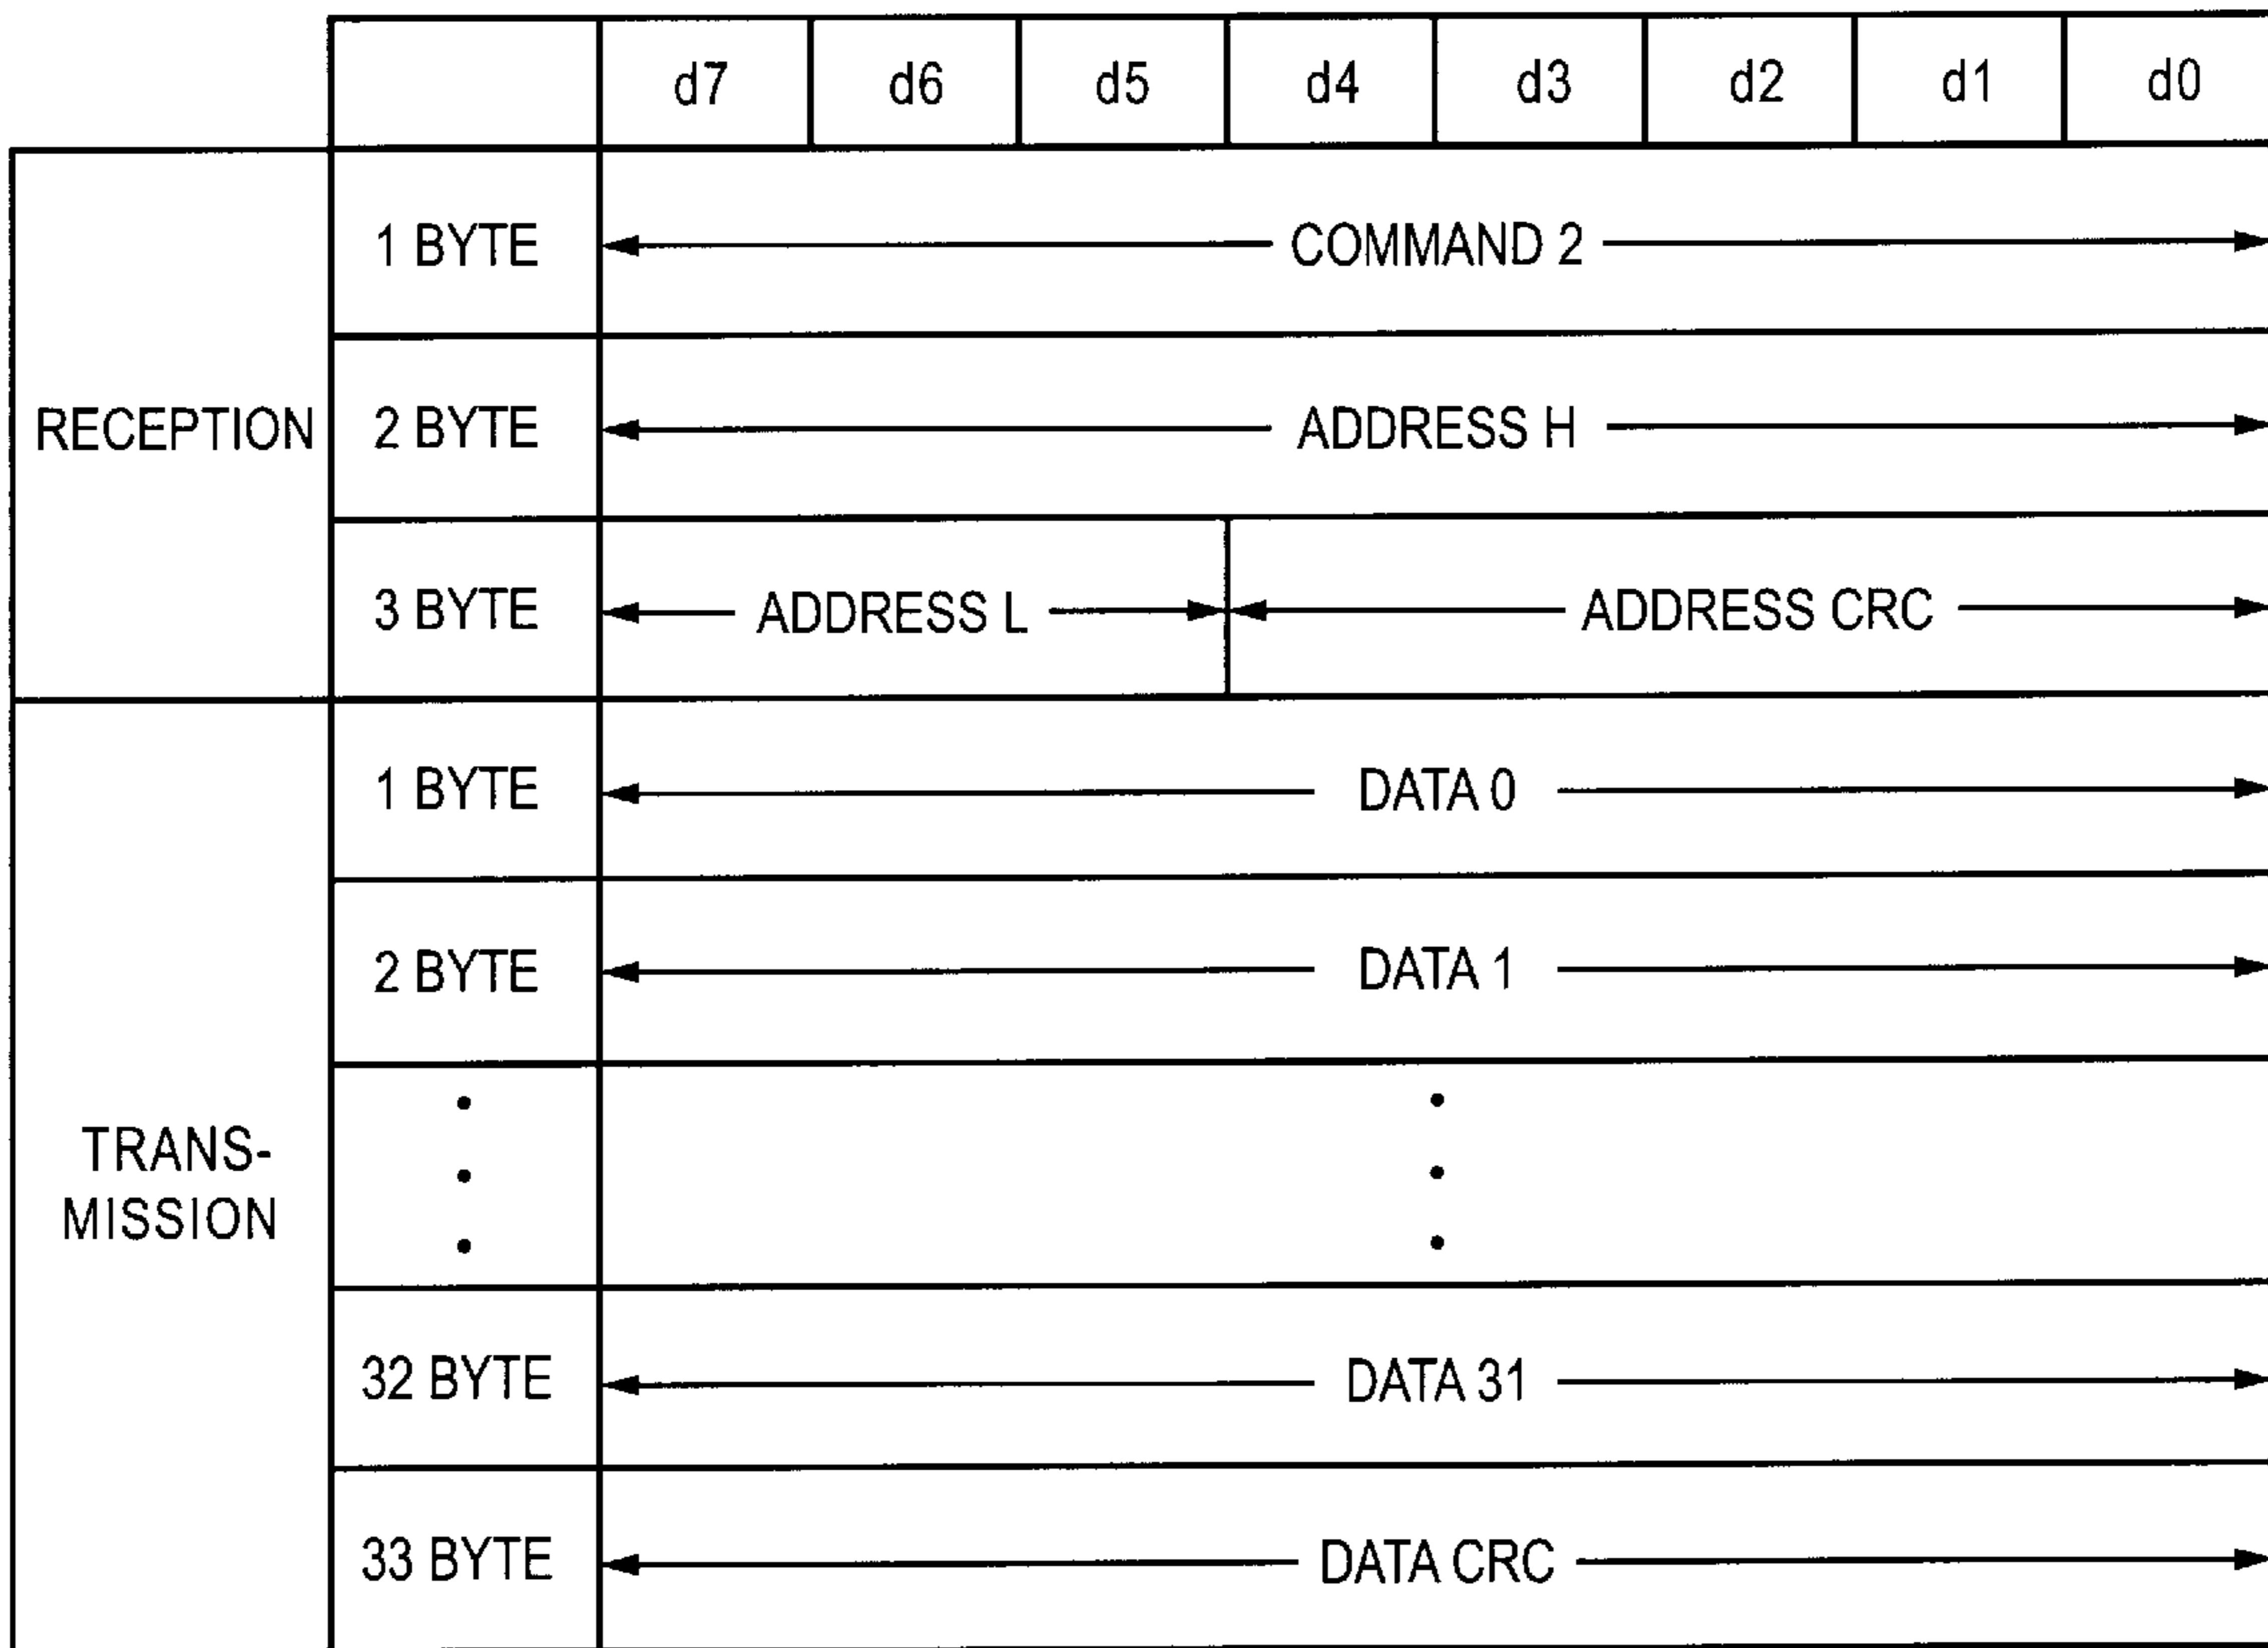 d7 d6 d5 d4 d3 d2 d1 d0
RECEPTION
1 BYTE COMMAND 2
2 BYTE ADDRESS H
3 BYTE ADDRESS L ADDRESS CRC
TRANS-
MISSION
1 BYTE DATA 0
2 BYTE DATA 1
32 BYTE DATA 31
33 BYTE DATA CRC